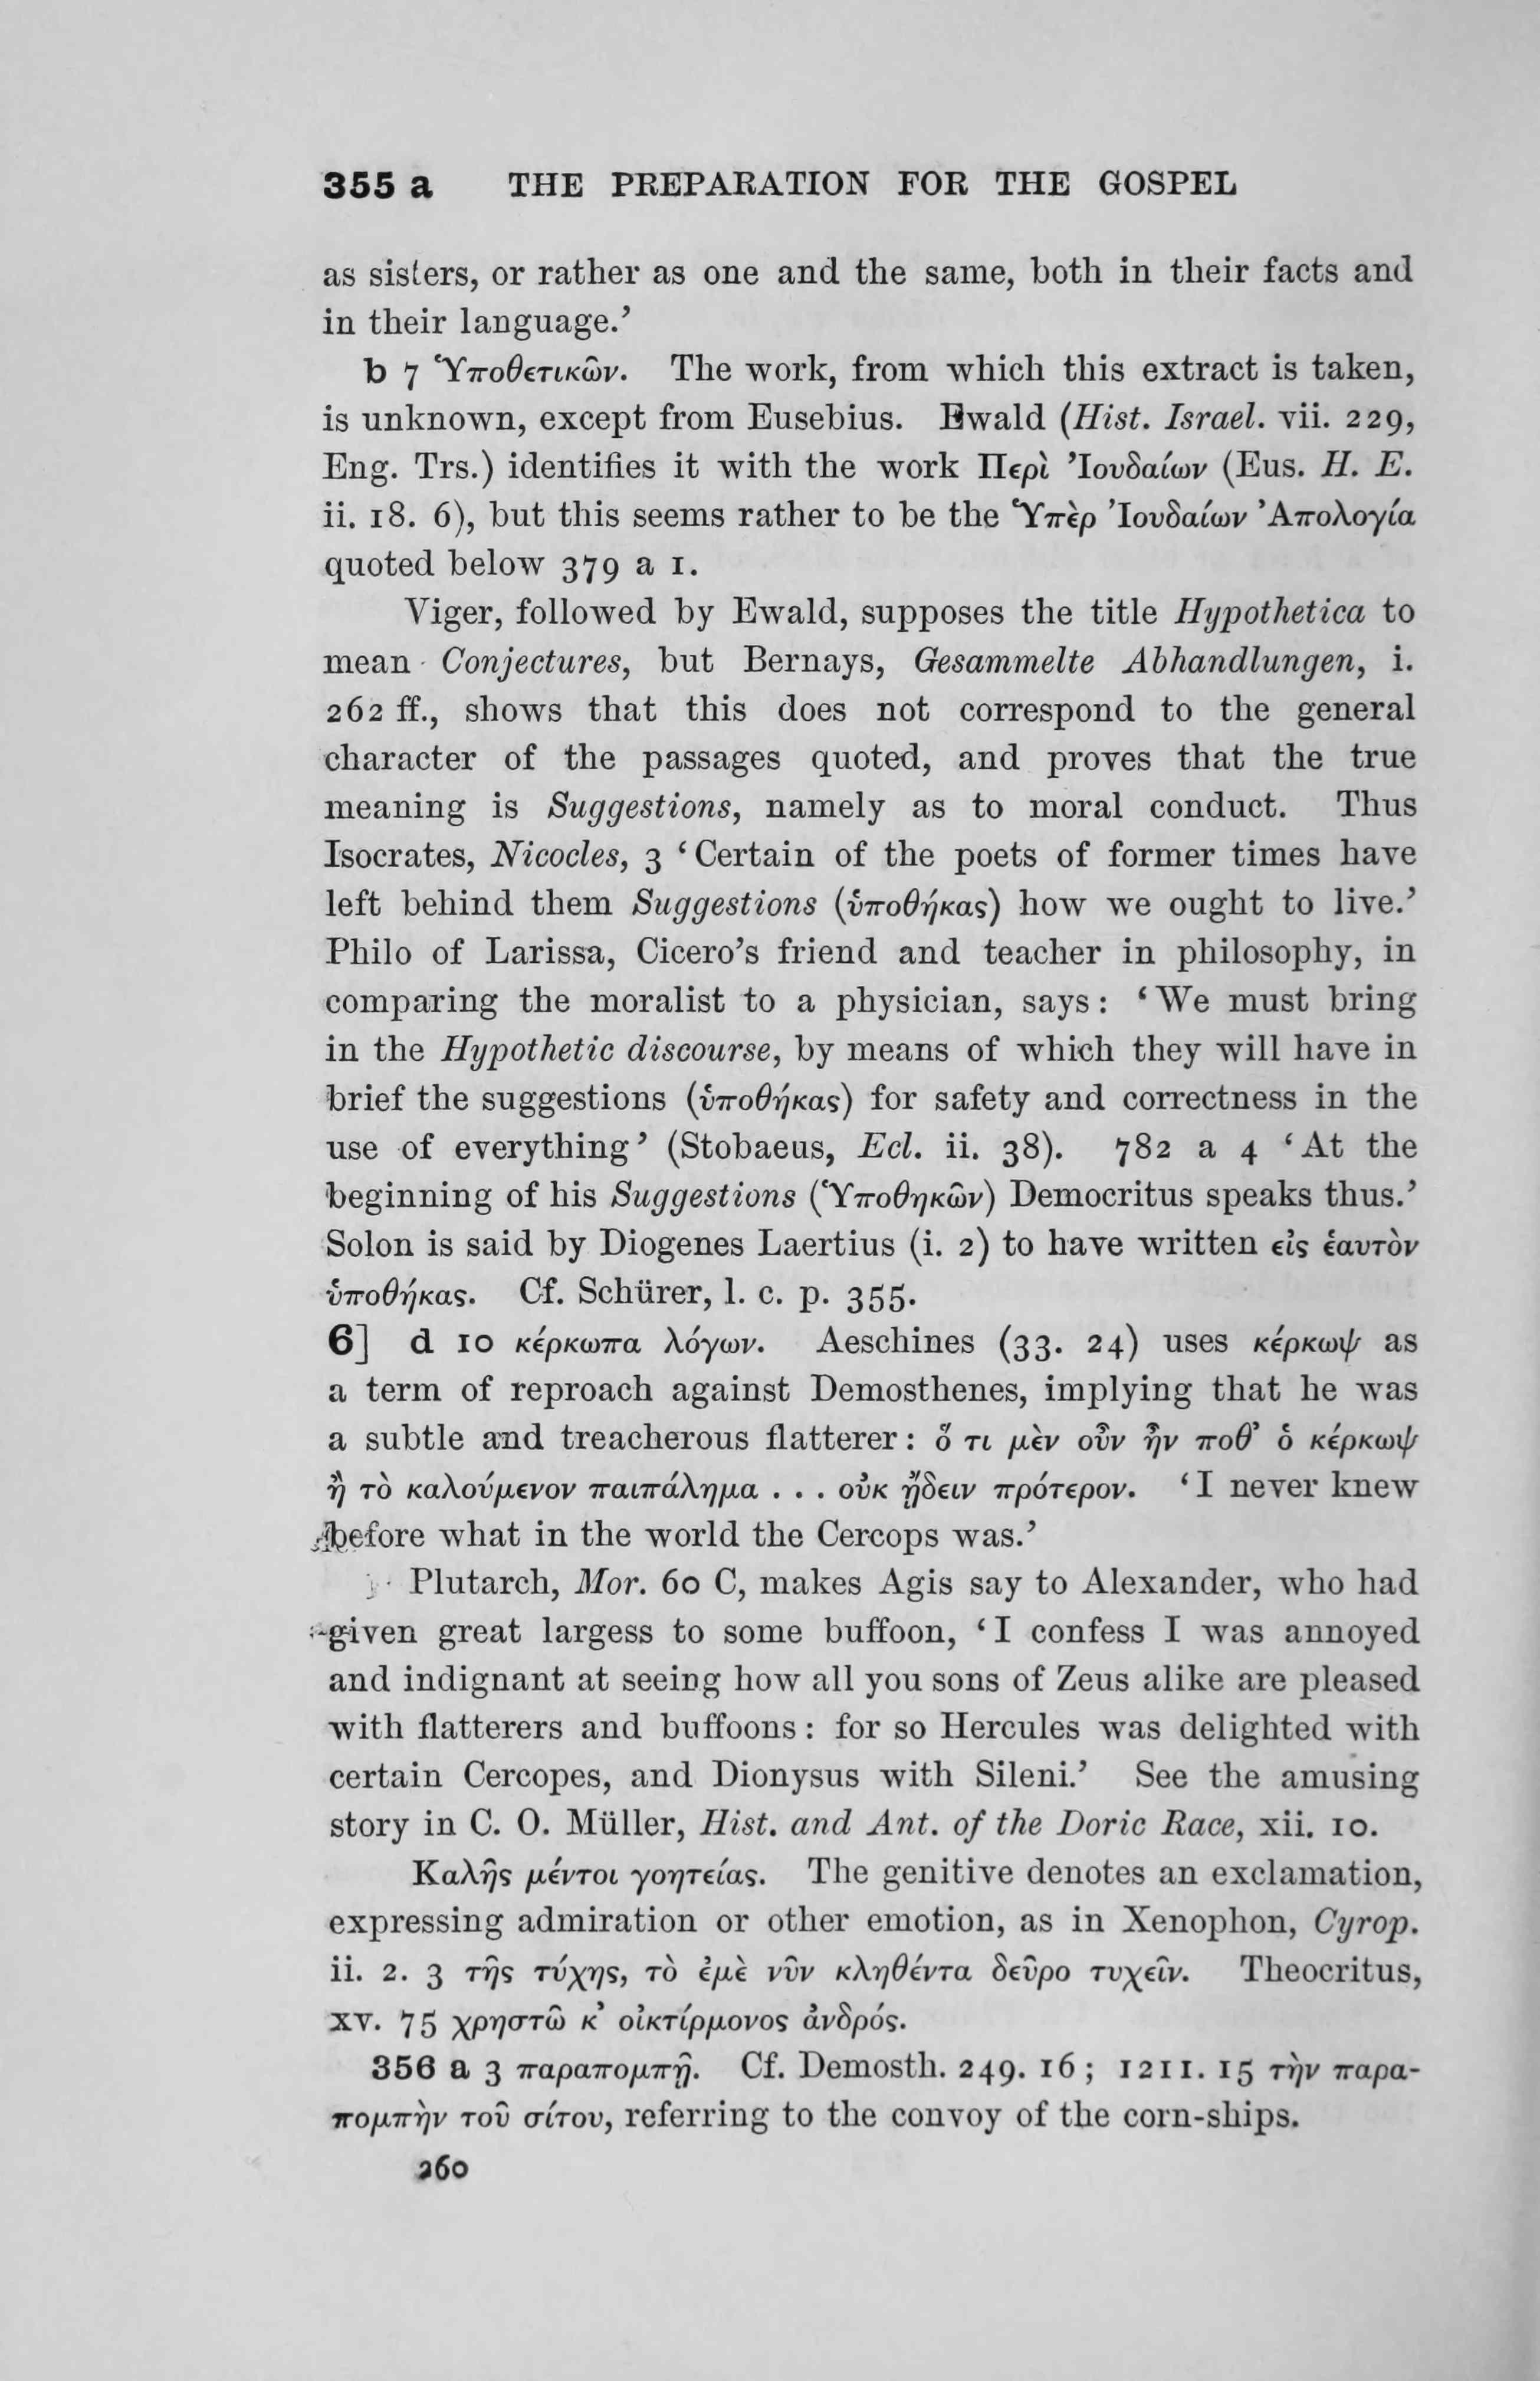 355 a THE PREPARATION FOR THE GOSPEL
as sisters, or rather as one and the same, both in their facts and
in their language.’
b 7 Ὑποθετικῶν. The work, from which this extract is taken,
is unknown, except from Eusebius. Ewald (Hist. Israel. vii. 229,
Eng. Trs.) identifies it with the work Περὶ Ἰουδαίων (Eus. H. E.
ii. 18. 6), but this seems rather to be the Ὑπὲρ Ἰουδαίων Ἀπολογία
quoted below 379 a 1.
Viger, followed by Ewald, supposes the title Hypothetica to
mean Conjectures, but Bernays, Gesammelte Abhandlungen, i.
262 ff., shows that this does not correspond to the general
character of the passages quoted, and proves that the true
meaning is Suggestions, namely as to moral conduct. Thus
Isocrates, Nicocles, 3 ‘Certain of the poets of former times have
left behind them Suggestions (ὑποθήκας) how we ought to live.’
Philo of Larissa, Cicero’s friend and teacher in philosophy, in
comparing the moralist to a physician, says: ‘We must bring
in the Hypothetic discourse, by means of which they will have in
brief the suggestions (ὑποθήκας) for safety and correctness in the
use of everything’ (Stobaeus, Ecl. ii. 38). 782 a 4 ‘At the
beginning of his Suggestions (Ὑποθηκῶν) Democritus speaks thus.’
Solon is said by Diogenes Laertius (i. 2) to have written εἰς ἑαυτὸν
ὑποθήκας. Cf. Schürer, l. c. p. 355.
6] d 10 κέρκωπα λόγων. Aeschines (33. 24) uses κέρκωψ as
a term of reproach against Demosthenes, implying that he was
a subtle and treacherous flatterer: ὅ τι μὲν οὖν ἦν ποθ’ ὁ κέρκωψ
ἢ τὸ καλούμενον παιπάλημα . . . οὐκ ᾔδειν πρότερον. ‘I never knew
before what in the world the Cercops was.’
Plutarch, Mor. 60 C, makes Agis say to Alexander, who had
given great largess to some buffoon, ‘I confess I was annoyed
and indignant at seeing how all you sons of Zeus alike are pleased
with flatterers and buffoons: for so Hercules was delighted with
certain Cercopes, and Dionysus with Sileni.’ See the amusing
story in C. O. Müller, Hist. and Ant. of the Doric Race, xii. 10.
Καλῆς μέντοι γοητείας. The genitive denotes an exclamation,
expressing admiration or other emotion, as in Xenophon, Cyrop.
ii. 2. 3 τῆς τύχης, τὸ ἐμὲ νῦν κληθέντα δεῦρο τυχεῖν. Theocritus,
xv. 75 χρηστῶ κ’ οἰκτίρμονος ἀνδρός.
356 a 3 παραπομπῇ. Cf. Demosth. 249. 16; 1211. 15 τὴν παρα-
πομπὴν τοῦ σίτου, referring to the convoy of the corn-ships.
260